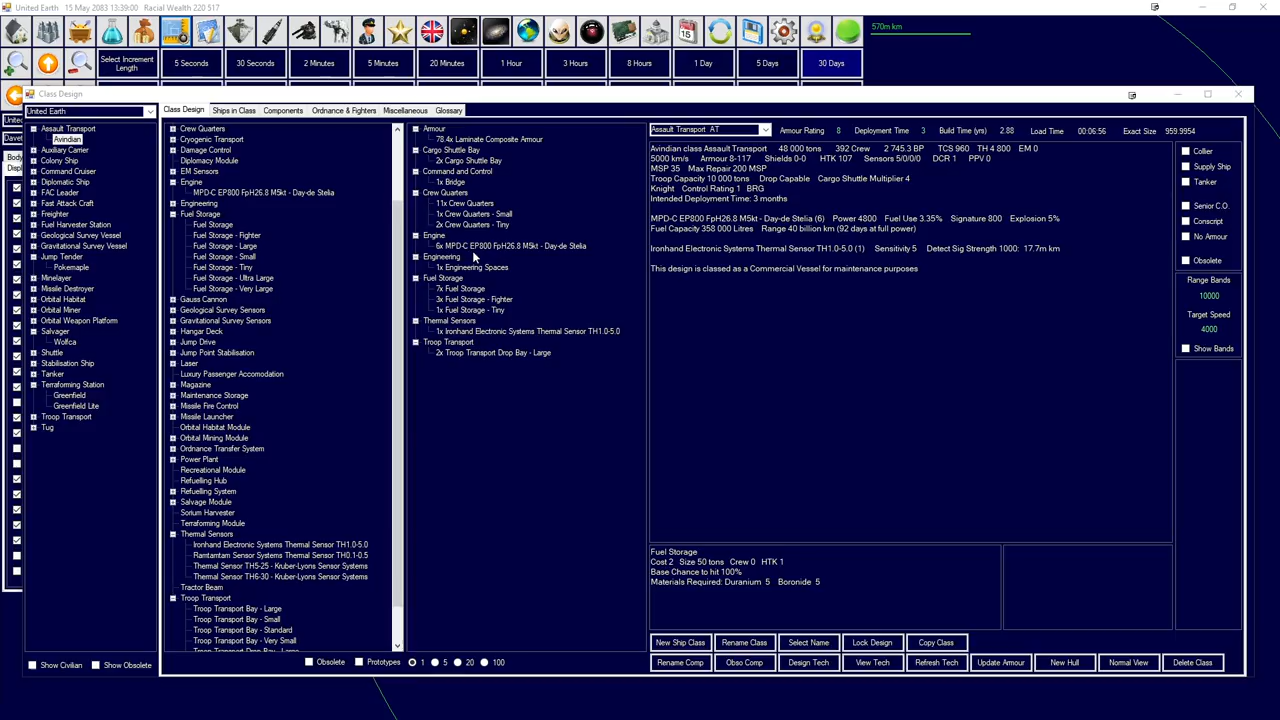 United Earth   15 May 2083 13:39:00   Racial Wealth 220 517
570m km
Select Increment Length
5 Seconds
30 Seconds
2 Minutes
5 Minutes
20 Minutes
1 Hour
3 Hours
8 Hours
1 Day
5 Days
30 Days
Class Design
United Earth
Assault Transport
Avindian
Auxiliary Carrier
Colony Ship
Command Cruiser
Diplomatic Ship
FAC Leader
Fast Attack Craft
Freighter
Fuel Harvester Station
Geological Survey Vessel
Gravitational Survey Vessel
Jump Tender
Pokemaple
Minelayer
Missile Destroyer
Orbital Habitat
Orbital Miner
Orbital Weapon Platform
Salvager
Wolfca
Shuttle
Stabilisation Ship
Tanker
Terraforming Station
Greenfield
Greenfield Lite
Troop Transport
Tug
Show Civilian
Show Obsolete
Class Design
Ships in Class
Components
Ordnance & Fighters
Miscellaneous
Glossary
Crew Quarters
Cryogenic Transport
Damage Control
Diplomacy Module
EM Sensors
Engine
MPD-C EP800 FpH26.8 M5kt - Day-de Stelia
Engineering
Fuel Storage
Fuel Storage
Fuel Storage - Fighter
Fuel Storage - Large
Fuel Storage - Small
Fuel Storage - Tiny
Fuel Storage - Ultra Large
Fuel Storage - Very Large
Gauss Cannon
Geological Survey Sensors
Gravitational Survey Sensors
Hangar Deck
Jump Drive
Jump Point Stabilisation
Laser
Luxury Passenger Accomodation
Magazine
Maintenance Storage
Missile Fire Control
Missile Launcher
Orbital Habitat Module
Orbital Mining Module
Ordnance Transfer System
Power Plant
Recreational Module
Refuelling Hub
Refuelling System
Salvage Module
Sorium Harvester
Terraforming Module
Thermal Sensors
Ironhand Electronic Systems Thermal Sensor TH1.0-5.0
Ramtamtam Sensor Systems Thermal Sensor TH0.1-0.5
Thermal Sensor TH5-25 - Kruber-Lyons Sensor Systems
Thermal Sensor TH6-30 - Kruber-Lyons Sensor Systems
Tractor Beam
Troop Transport
Troop Transport Bay - Large
Troop Transport Bay - Small
Troop Transport Bay - Standard
Troop Transport Bay - Very Small
Troop Transport Drop Bay - Large
Obsolete
Prototypes
1
5
20
100
Armour
78.4x Laminate Composite Armour
Cargo Shuttle Bay
2x Cargo Shuttle Bay
Command and Control
1x Bridge
Crew Quarters
11x Crew Quarters
1x Crew Quarters - Small
2x Crew Quarters - Tiny
Engine
6x MPD-C EP800 FpH26.8 M5kt - Day-de Stelia
Engineering
1x Engineering Spaces
Fuel Storage
7x Fuel Storage
3x Fuel Storage - Fighter
1x Fuel Storage - Tiny
Thermal Sensors
1x Ironhand Electronic Systems Thermal Sensor TH1.0-5.0
Troop Transport
2x Troop Transport Drop Bay - Large
Assault Transport  AT
Armour Rating   8
Deployment Time   3
Build Time (yrs)   2.88
Load Time   00:06:56
Exact Size   959.9954
Avindian class Assault Transport   48 000 tons   392 Crew   2 745.3 BP   TCS 960   TH 4 800   EM 0
5000 km/s   Armour 8-117   Shields 0-0   HTK 107   Sensors 5/0/0/0   DCR 1   PPV 0
MSP 35   Max Repair 200 MSP
Troop Capacity 10 000 tons   Drop Capable   Cargo Shuttle Multiplier 4
Knight   Control Rating 1   BRG
Intended Deployment Time: 3 months
MPD-C EP800 FpH26.8 M5kt - Day-de Stelia (6)   Power 4800   Fuel Use 3.35%   Signature 800   Explosion 5%
Fuel Capacity 358 000 Litres   Range 40 billion km (92 days at full power)
Ironhand Electronic Systems Thermal Sensor TH1.0-5.0 (1)   Sensitivity 5   Detect Sig Strength 1000:  17.7m km
This design is classed as a Commercial Vessel for maintenance purposes
Collier
Supply Ship
Tanker
Senior C.O.
Conscript
No Armour
Obsolete
Range Bands
10000
Target Speed
4000
Show Bands
Fuel Storage
Cost 2   Size 50 tons   Crew 0   HTK 1
Base Chance to hit 100%
Materials Required: Duranium  5   Boronide  5
New Ship Class
Rename Class
Select Name
Lock Design
Copy Class
Rename Comp
Obso Comp
Design Tech
View Tech
Refresh Tech
Update Armour
New Hull
Normal View
Delete Class